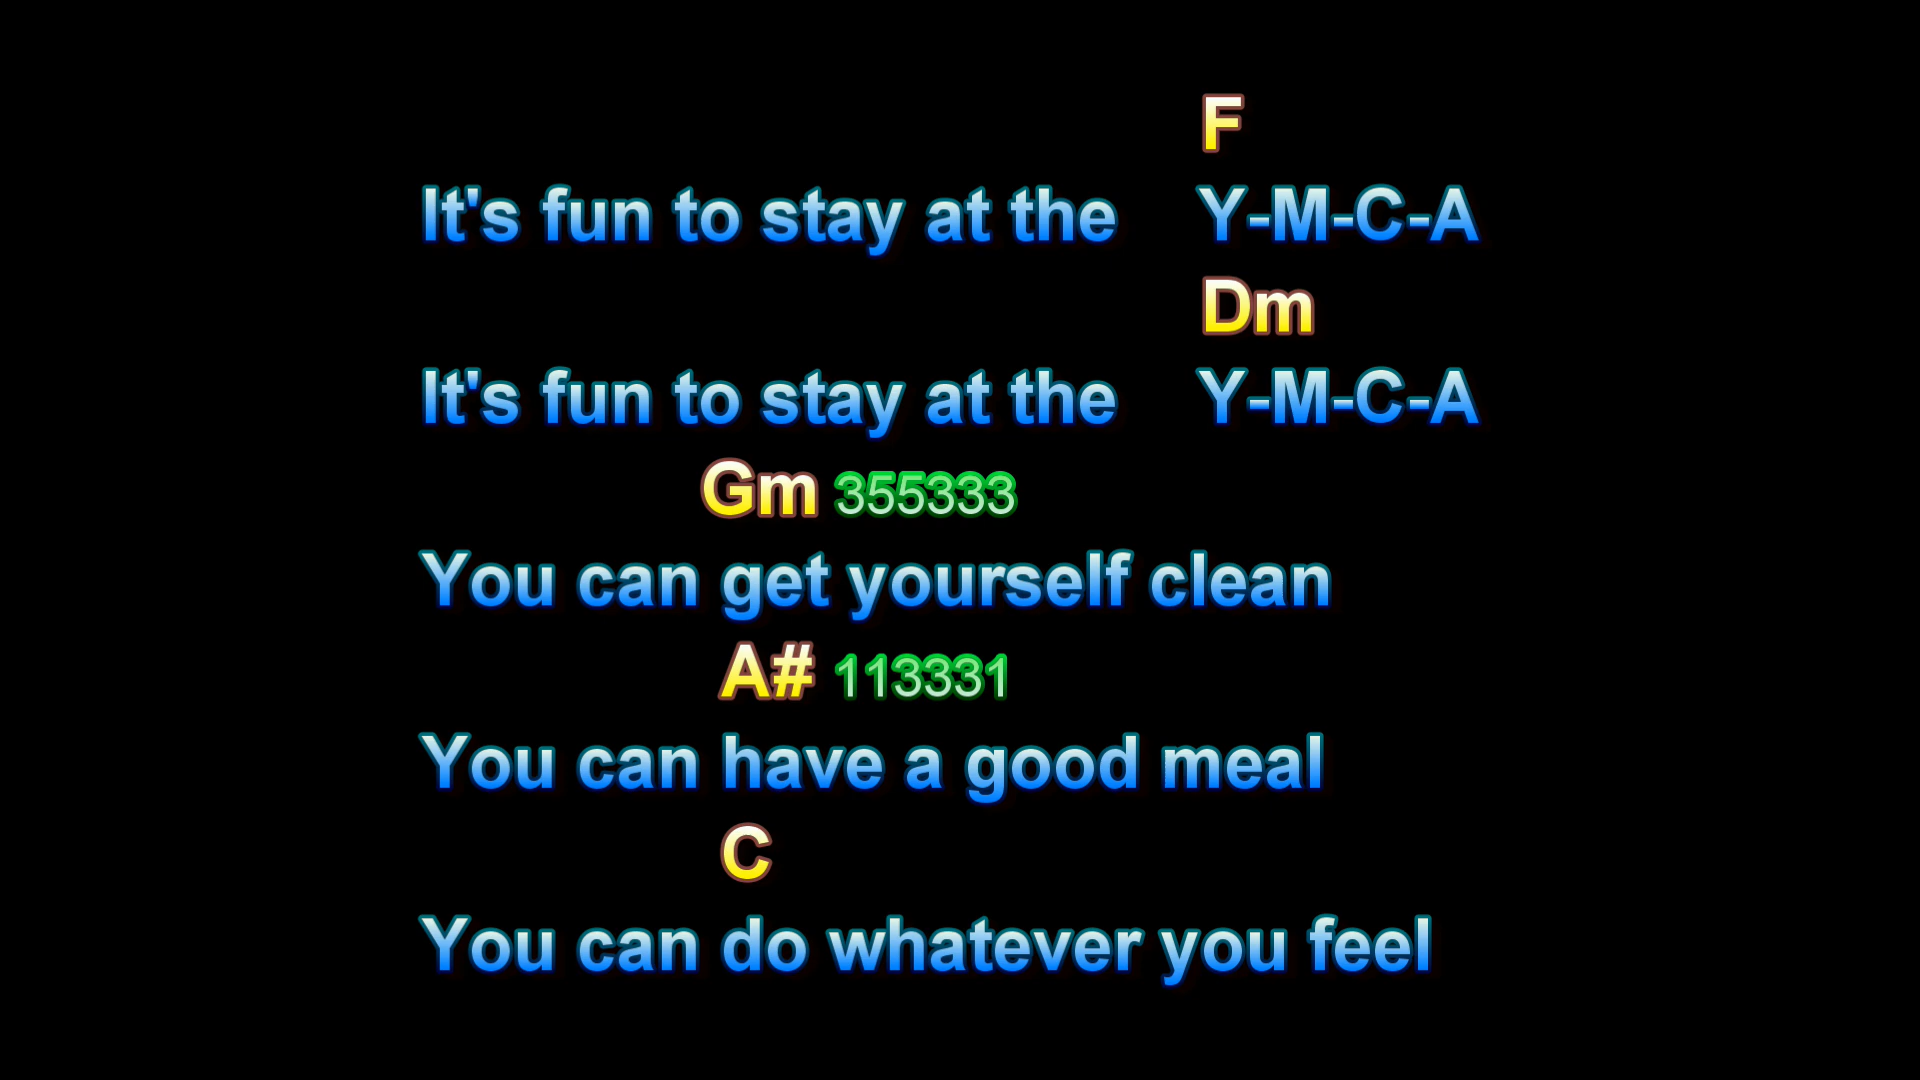 F
It's fun to stay at the Y-M-C-A
Dm
It's fun to stay at the Y-M-C-A
Gm 355333
You can get yourself clean
A# 113331
You can have a good meal
C
You can do whatever you feel